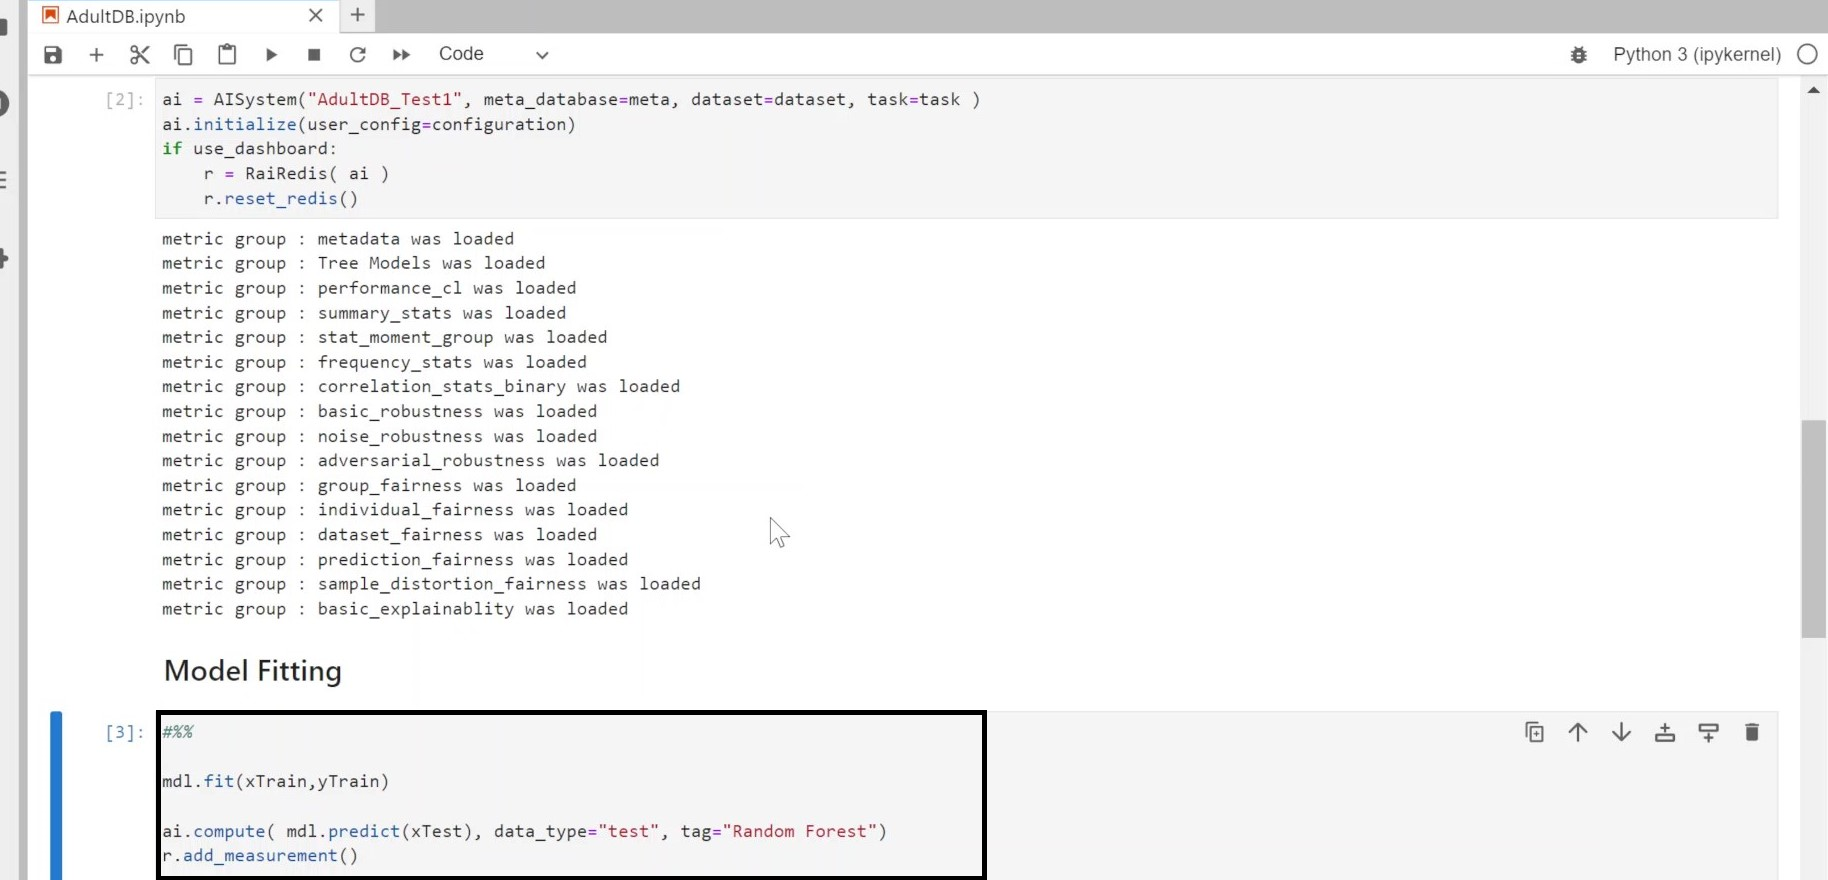 AdultDB.ipynb
Code
Python 3 (ipykernel)
[2]:
ai = AISystem("AdultDB_Test1", meta_database=meta, dataset=dataset, task=task )
ai.initialize(user_config=configuration)
if use_dashboard:
    r = RaiRedis( ai )
    r.reset_redis()
metric group : metadata was loaded
metric group : Tree Models was loaded
metric group : performance_cl was loaded
metric group : summary_stats was loaded
metric group : stat_moment_group was loaded
metric group : frequency_stats was loaded
metric group : correlation_stats_binary was loaded
metric group : basic_robustness was loaded
metric group : noise_robustness was loaded
metric group : adversarial_robustness was loaded
metric group : group_fairness was loaded
metric group : individual_fairness was loaded
metric group : dataset_fairness was loaded
metric group : prediction_fairness was loaded
metric group : sample_distortion_fairness was loaded
metric group : basic_explainablity was loaded
Model Fitting
[3]:
#%%
mdl.fit(xTrain,yTrain)
ai.compute( mdl.predict(xTest), data_type="test", tag="Random Forest")
r.add_measurement()